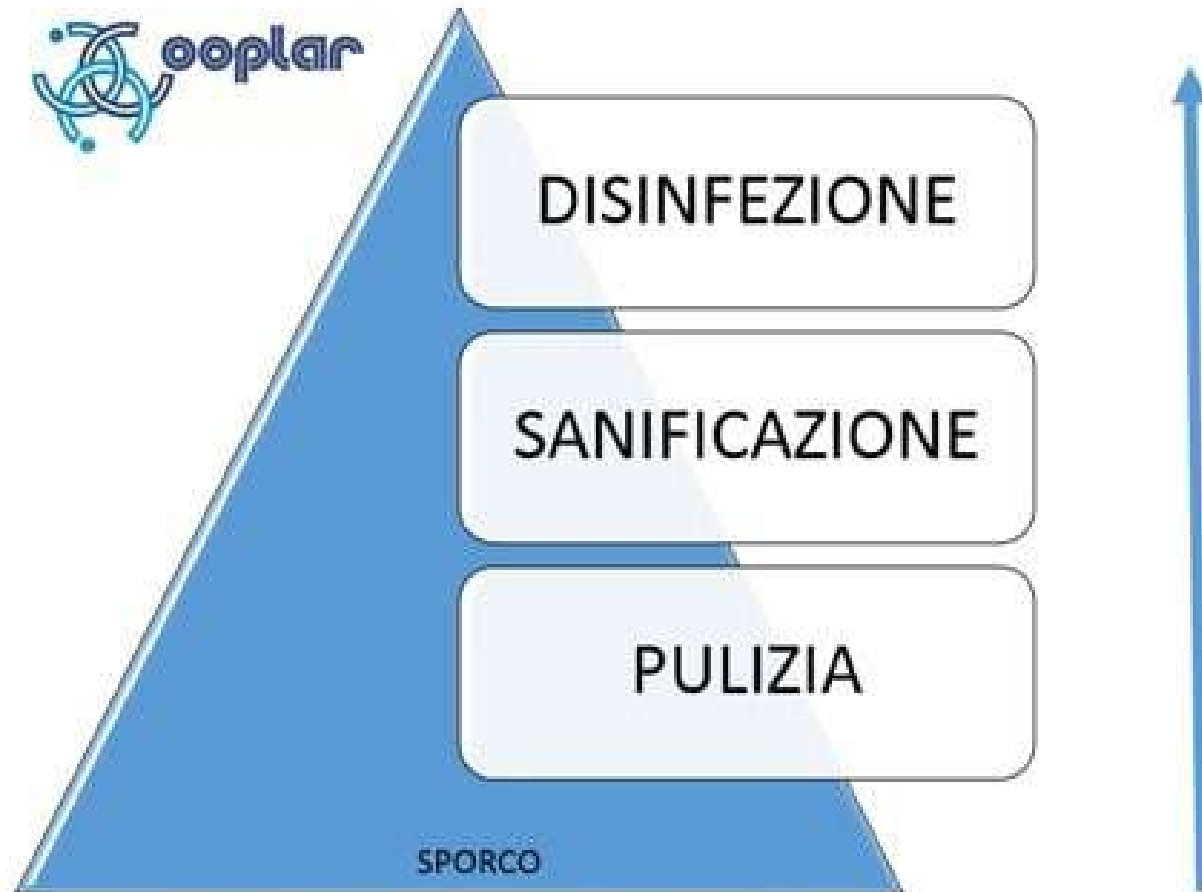 ooplar
DISINFEZIONE
SANIFICAZIONE
PULIZIA
SPORCO